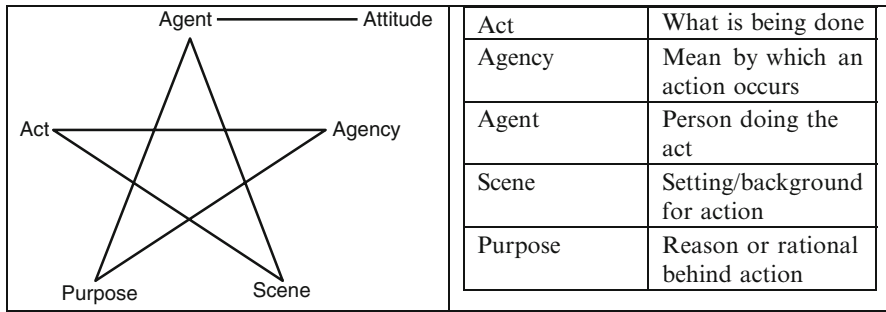 Agent Attitude
Act Agency
Purpose Scene
Act What is being done
Agency Mean by which an
action occurs
Agent Person doing the
act
Scene Setting/background
for action
Purpose Reason or rational
behind action